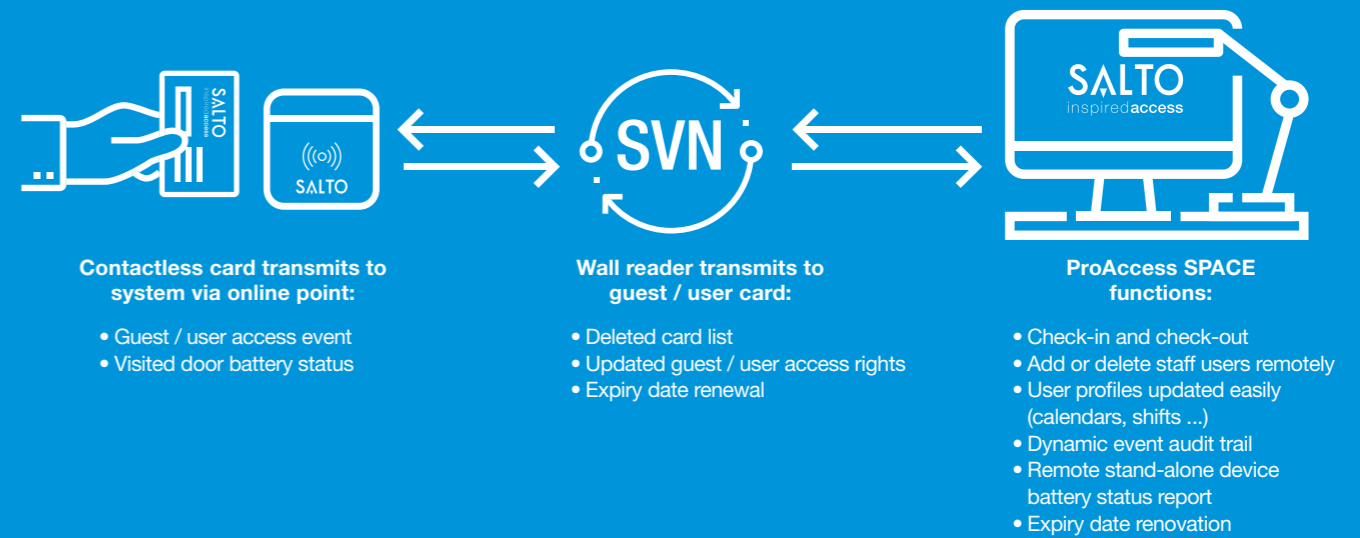 SALTO
inspiredaccess
SALTO
SVN
SALTO
inspiredaccess
Contactless card transmits to
system via online point:
• Guest / user access event
• Visited door battery status
Wall reader transmits to
guest / user card:
• Deleted card list
• Updated guest / user access rights
• Expiry date renewal
ProAccess SPACE
functions:
• Check-in and check-out
• Add or delete staff users remotely
• User profiles updated easily
(calendars, shifts ...)
• Dynamic event audit trail
• Remote stand-alone device
battery status report
• Expiry date renovation